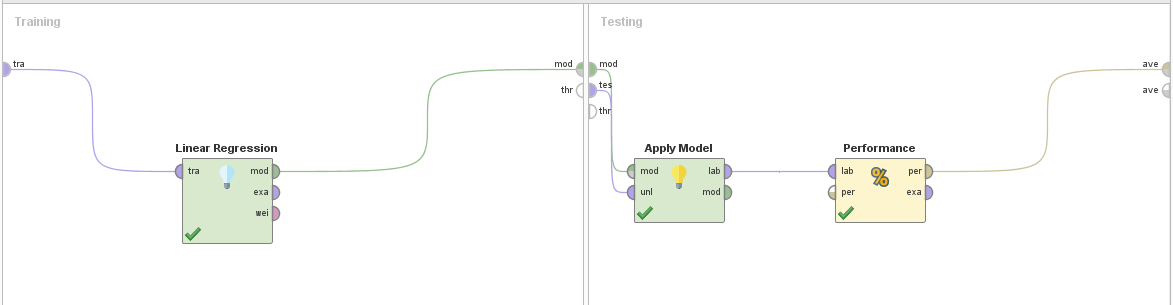 Training
Testing
tra
mod
thr
mod
tes
thr
ave
ave
Linear Regression
tra
mod
exa
wei
Apply Model
mod
lab
unl
mod
Performance
%
lab
per
per
exa